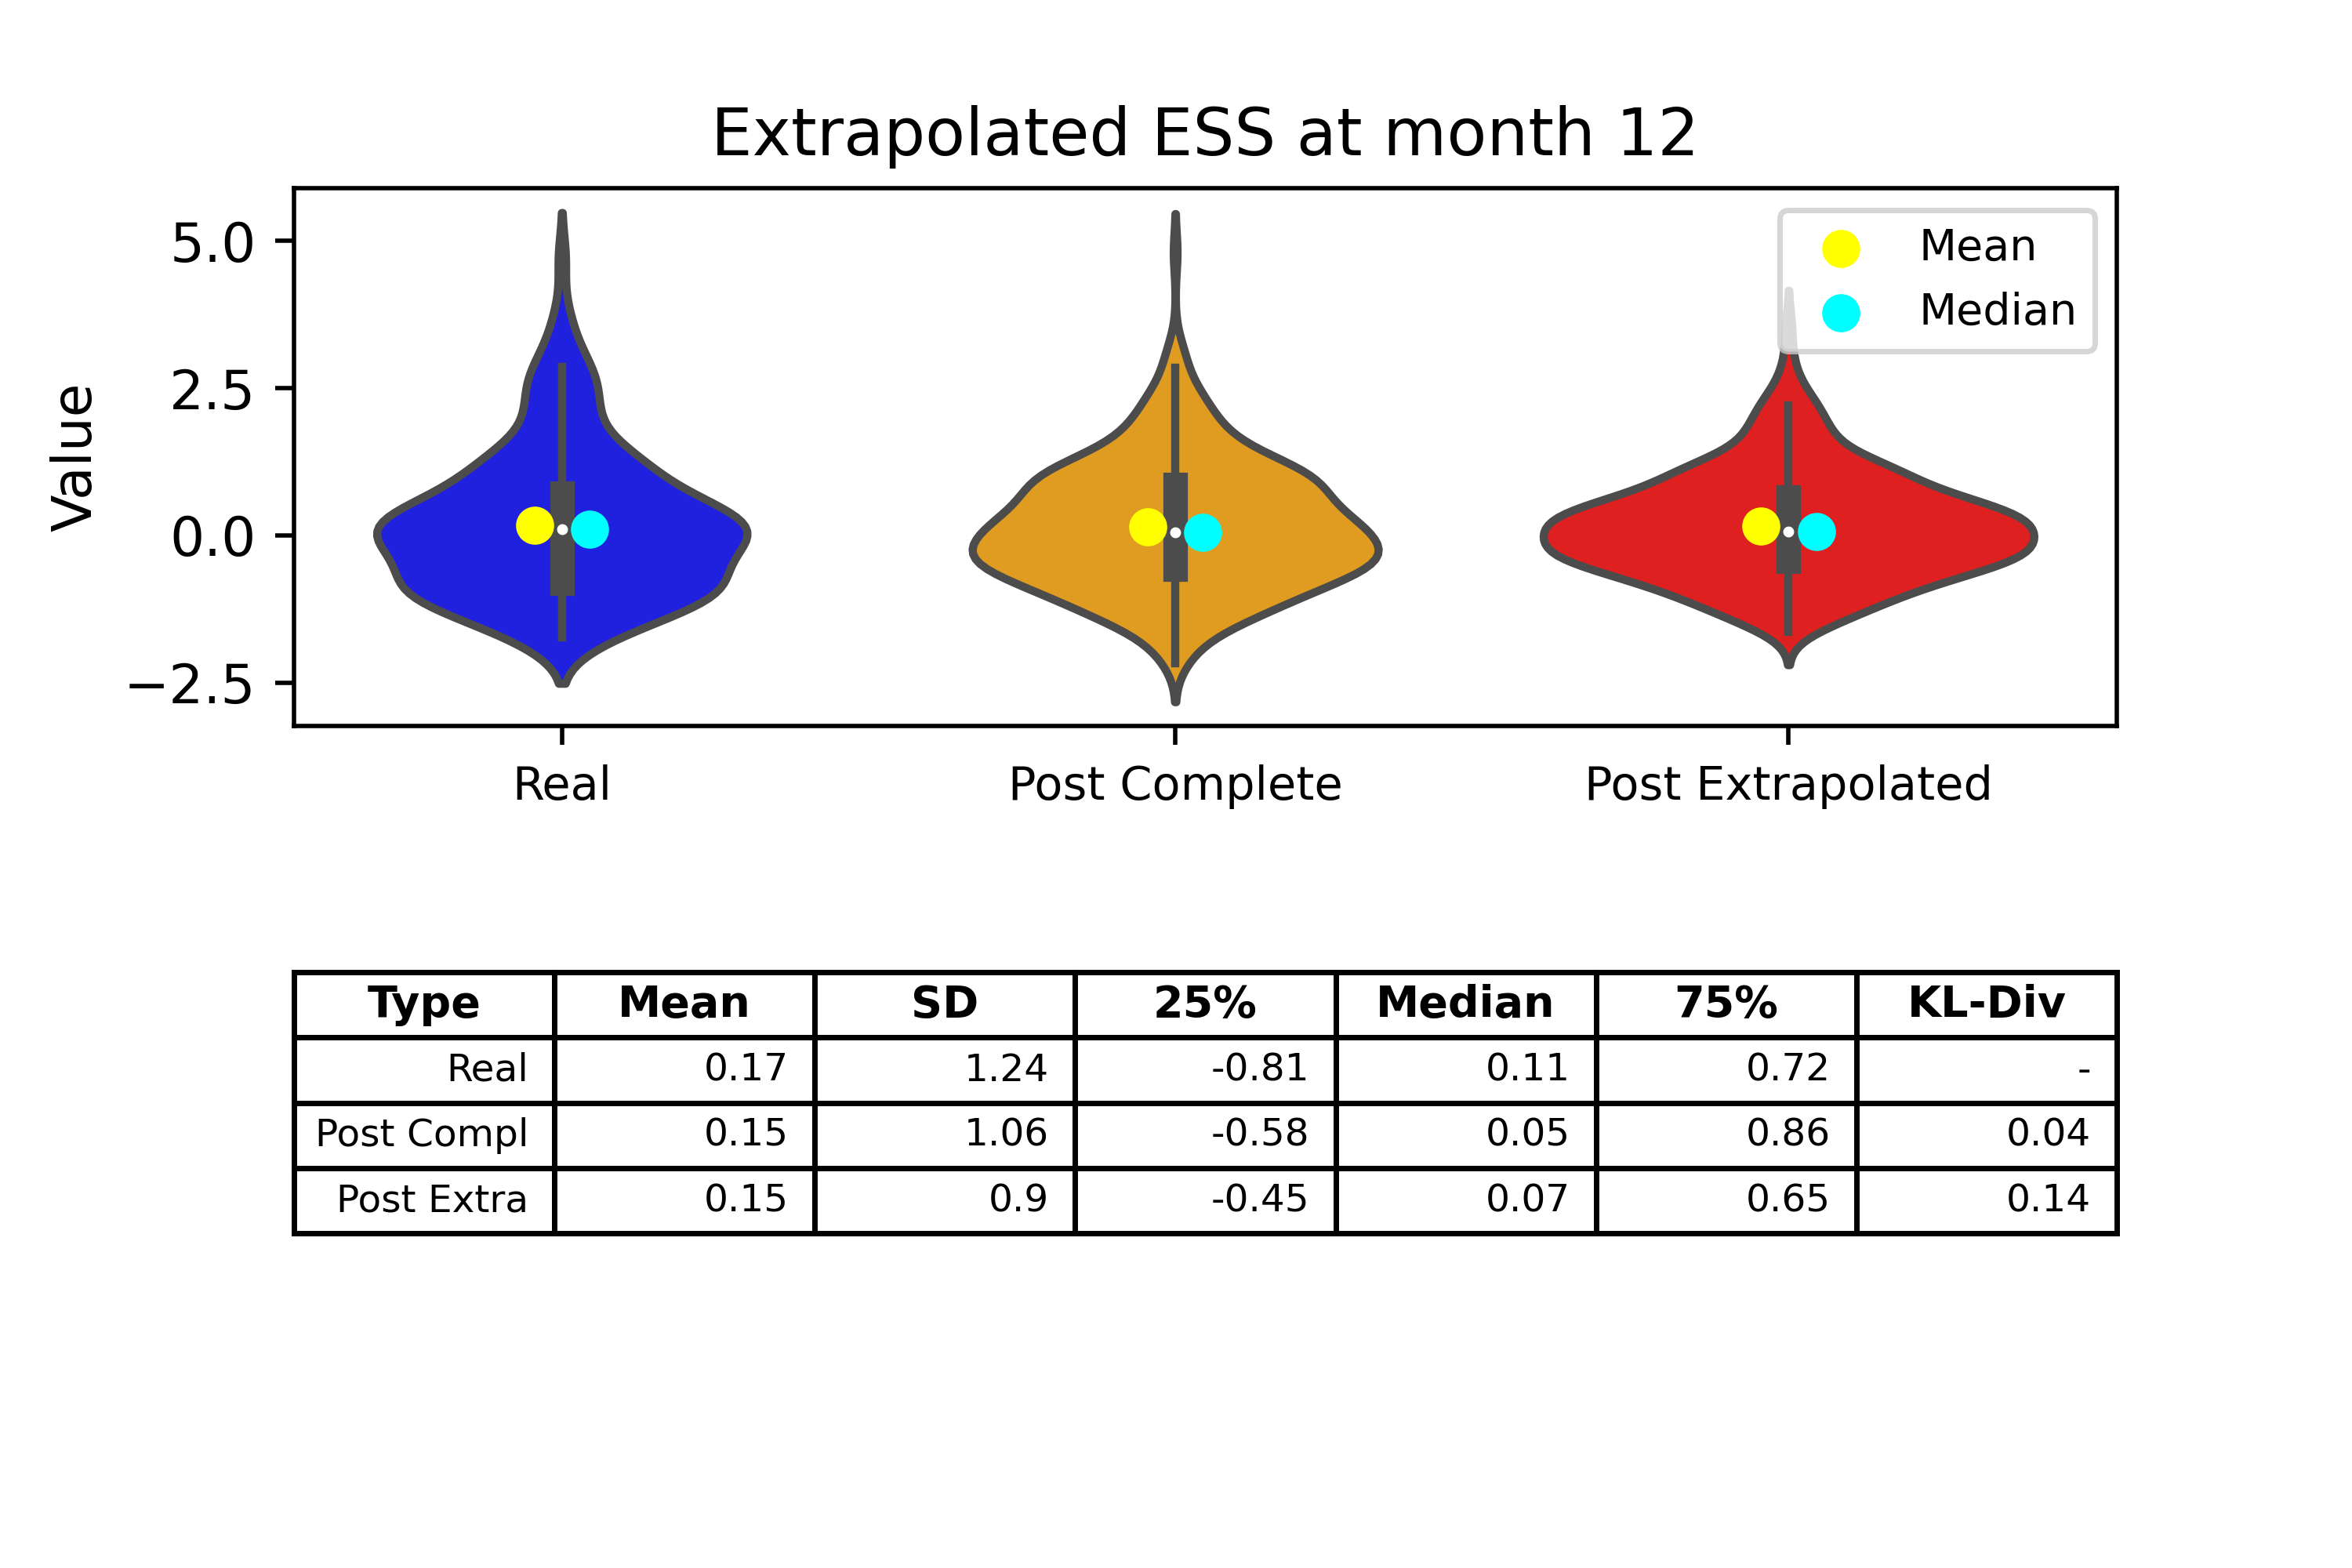 Extrapolated ESS at month 12
5.0
2.5
0.0
−2.5
Value
Mean
Median
Real Post Complete Post Extrapolated
Type Mean SD 25% Median 75% KL-Div
Real 0.17 1.24 -0.81 0.11 0.72 -
Post Compl 0.15 1.06 -0.58 0.05 0.86 0.04
Post Extra 0.15 0.9 -0.45 0.07 0.65 0.14